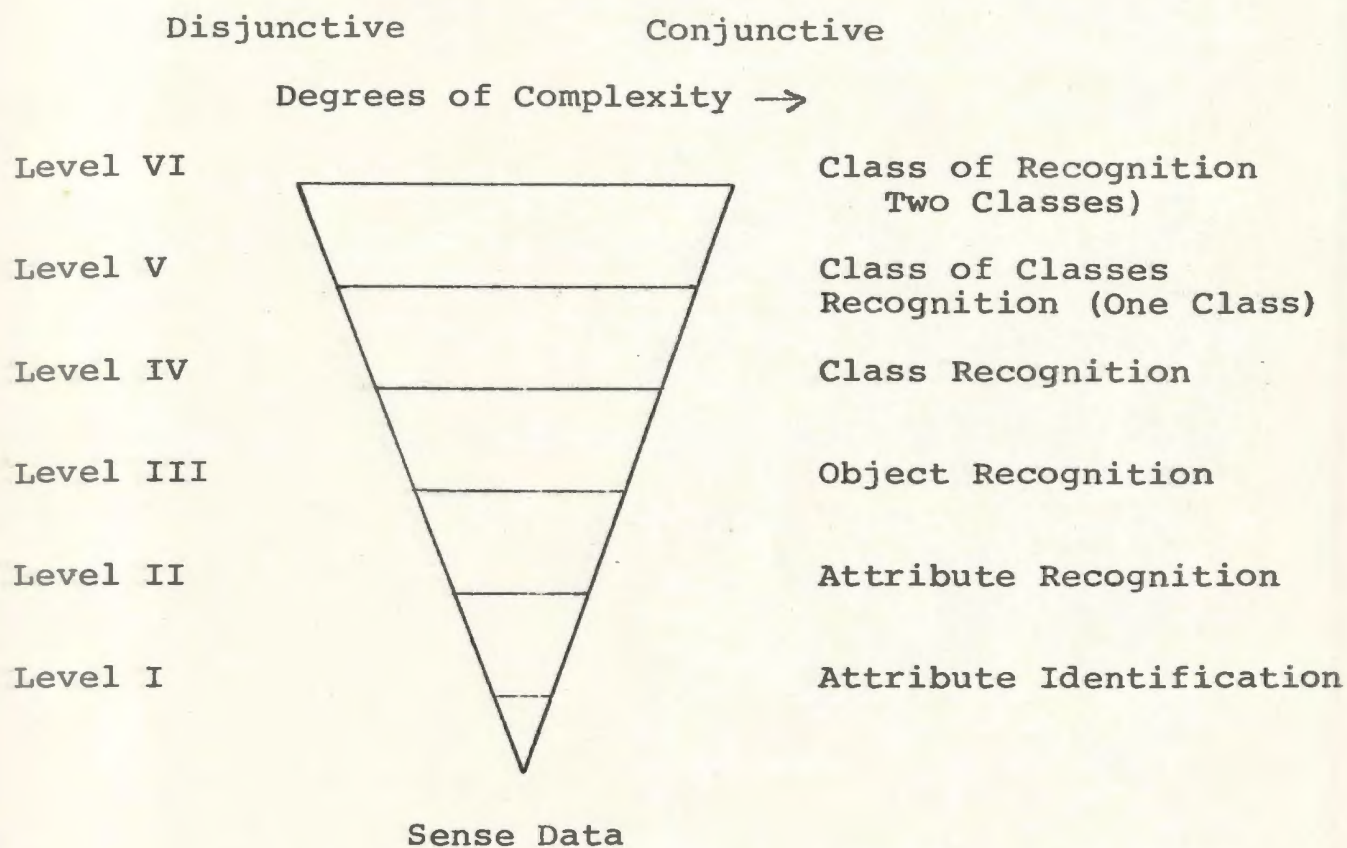 Disjunctive Conjunctive
Degrees of Complexity →
Level VI Class of Recognition
Two Classes)
Level V Class of Classes
Recognition (One Class)
Level IV Class Recognition
Level III Object Recognition
Level II Attribute Recognition
Level I Attribute Identification
Sense Data